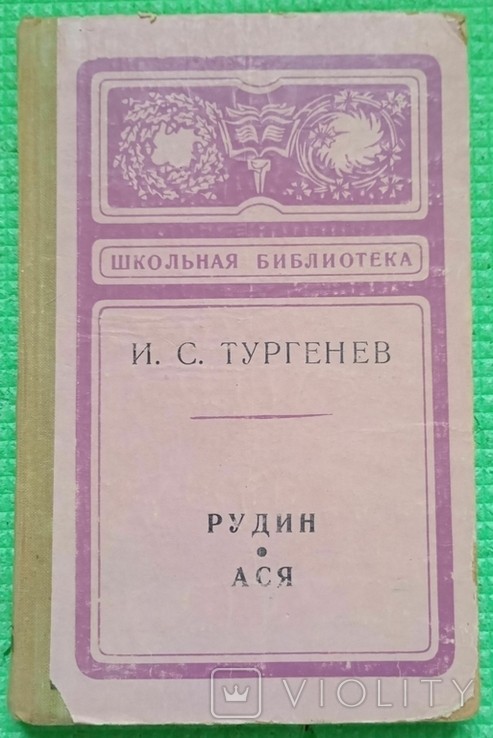 ШКОЛЬНАЯ БИБЛИОТЕКА
И. С. ТУРГЕНЕВ
РУДИН
•
АСЯ
VIOLITY